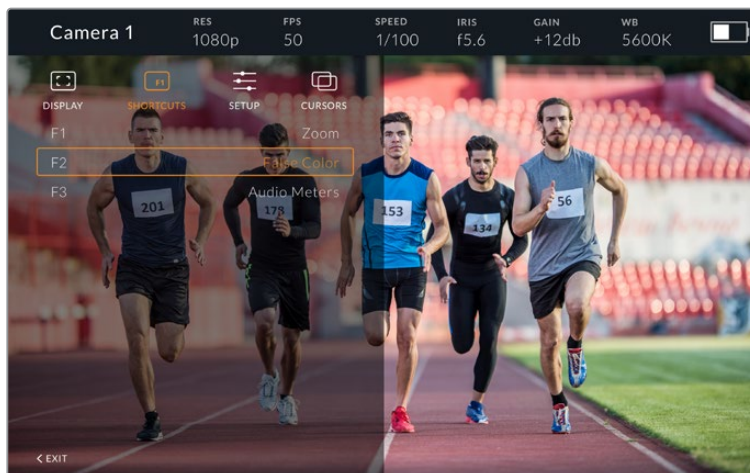 Camera 1
RES FPS SPEED IRIS GAIN WB
1080p 50 1/100 f5.6 +12db 5600K
F1
DISPLAY SHORTCUTS SETUP CURSORS
F1 Zoom
F2 False Color
F3 Audio Meters
201 178 153 134 56
EXIT